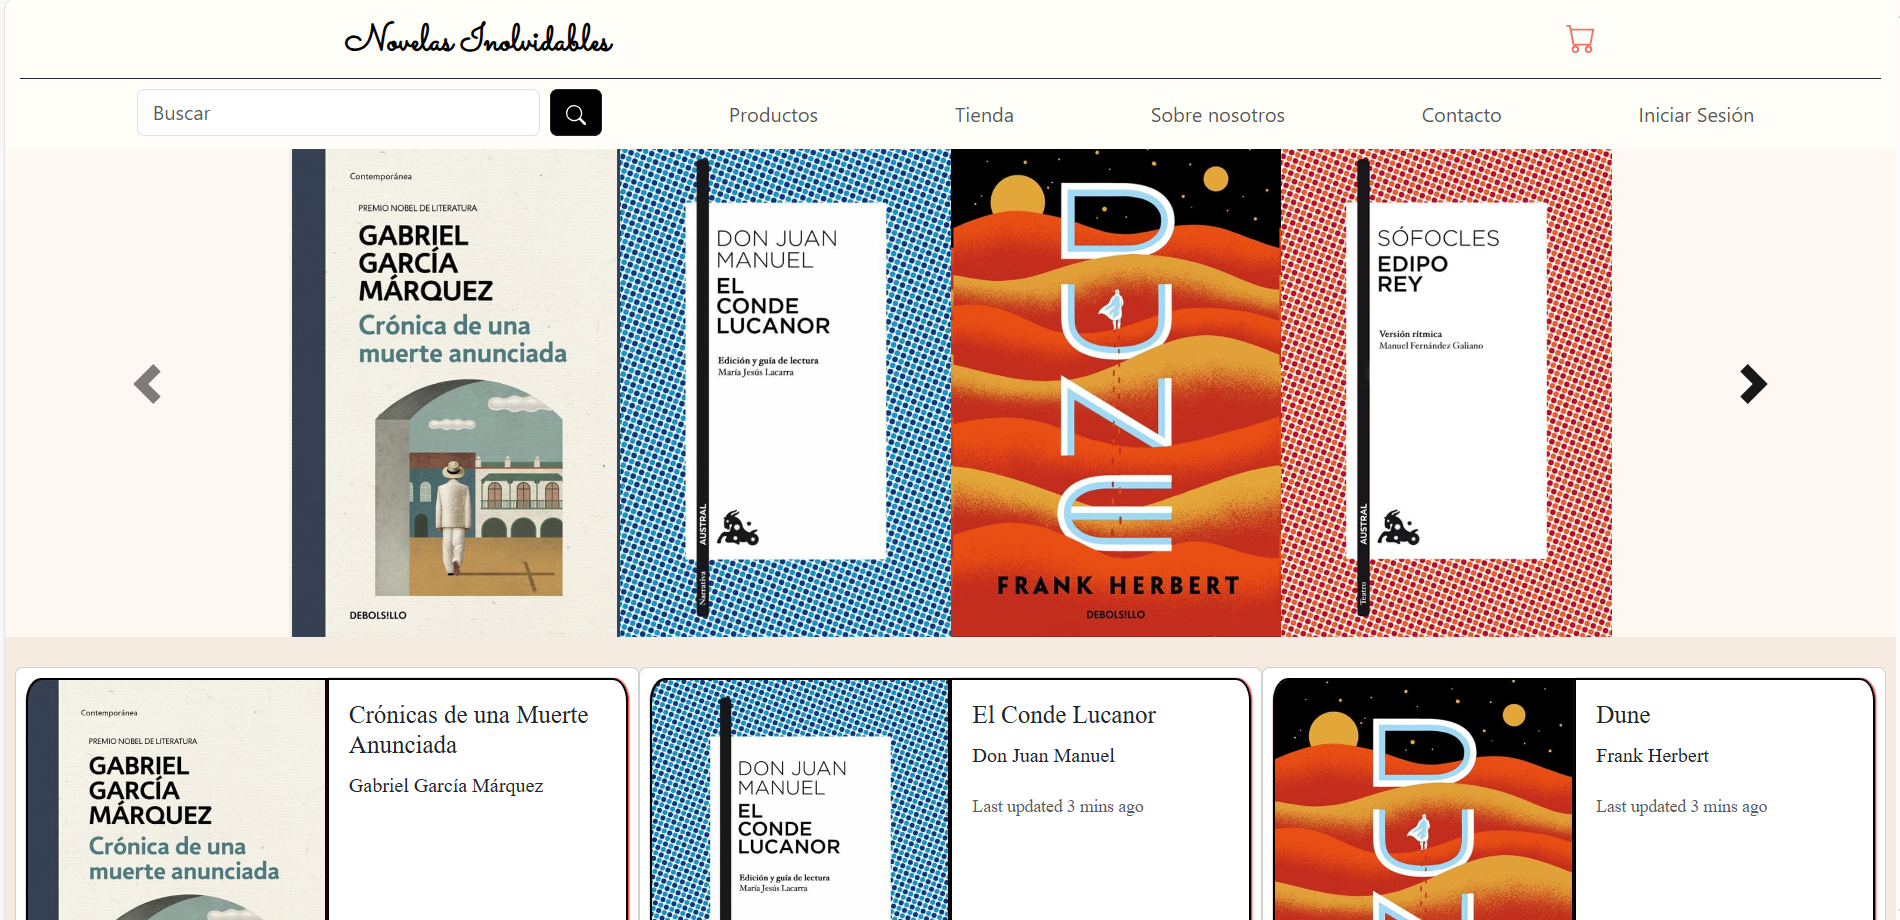 Novelas Inolvidables
Buscar
Productos
Tienda
Sobre nosotros
Contacto
Iniciar Sesión
Contemporánea
PREMIO NOBEL DE LITERATURA
GABRIEL
GARCÍA
MÁRQUEZ
Crónica de una
muerte anunciada
DEBOLS!LLO
DON JUAN
MANUEL
EL
CONDE
LUCANOR
Edición y guía de lectura
María Jesús Lacarra
AUSTRAL
Narrativa
DUNE
FRANK HERBERT
DEBOLS!LLO
SÓFOCLES
EDIPO
REY
Versión rítmica
Manuel Fernández Galiano
AUSTRAL
Teatro
Contemporánea
PREMIO NOBEL DE LITERATURA
GABRIEL
GARCÍA
MÁRQUEZ
Crónica de una
muerte anunciada
Crónicas de una Muerte
Anunciada
Gabriel García Márquez
DON JUAN
MANUEL
EL
CONDE
LUCANOR
Edición y guía de lectura
María Jesús Lacarra
El Conde Lucanor
Don Juan Manuel
Last updated 3 mins ago
DUN
Dune
Frank Herbert
Last updated 3 mins ago